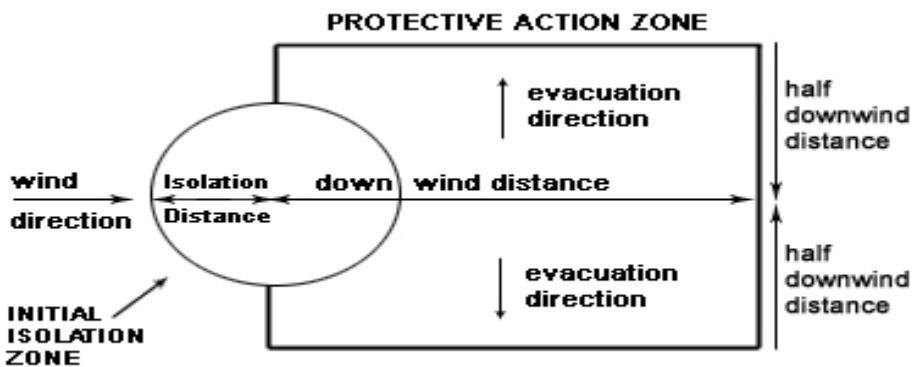 PROTECTIVE ACTION ZONE
evacuation
direction
half
downwind
distance
wind
direction
Isolation
Distance
down wind distance
evacuation
direction
half
downwind
distance
INITIAL
ISOLATION
ZONE